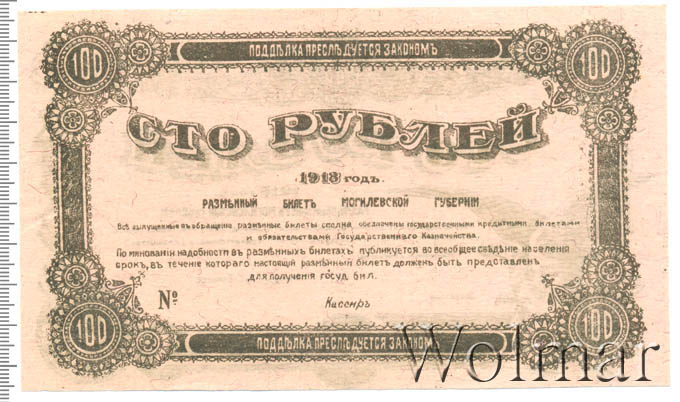 100 ПОДДѢЛКА ПРЕСЛѢДУЕТСЯ ЗАКОНОМЪ 100
СТО РУБЛЕЙ
1918 годъ.
РАЗМѢННЫЙ БИЛЕТЪ МОГИЛЕВСКОЙ ГУБЕРНІИ
Всѣ выпущенные въ обращеніе размѣнные билеты сполна обезпечены государственными кредитными билетами
и обязательствами Государственнаго Казначейства.
По минованіи надобности въ размѣнныхъ билетахъ публикуется во всеобщее свѣдѣніе населенія
срокъ, въ теченіе котораго настоящій размѣнный билетъ долженъ быть представленъ
для полученія госуд. бил.
№ Кассиръ
100 ПОДДѢЛКА ПРЕСЛѢДУЕТСЯ ЗАКОНОМЪ 100
Wolmar